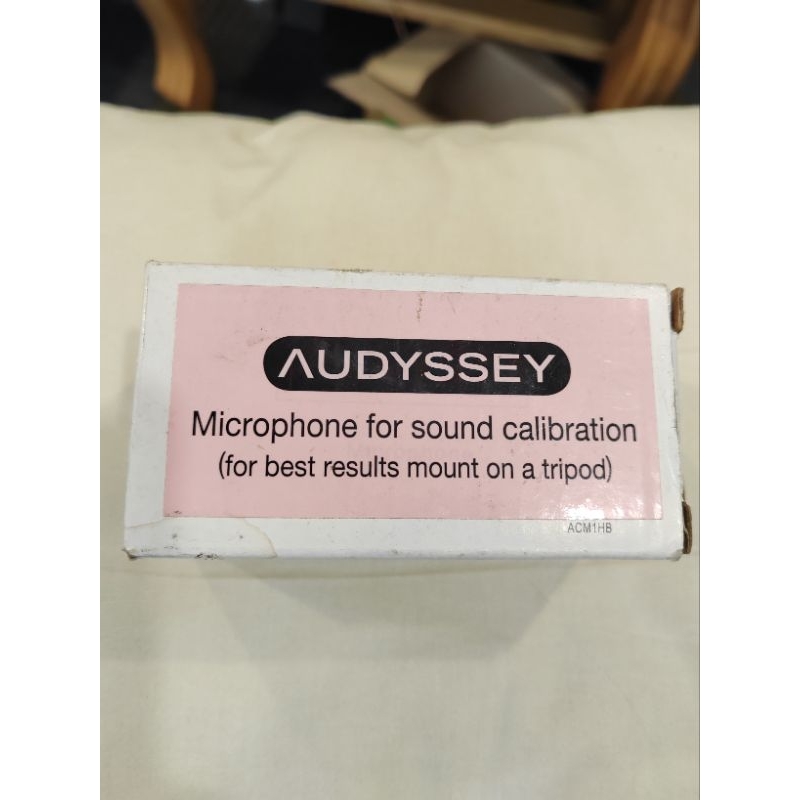 AUDYSSEY
Microphone for sound calibration
(for best results mount on a tripod)
ACM1HB